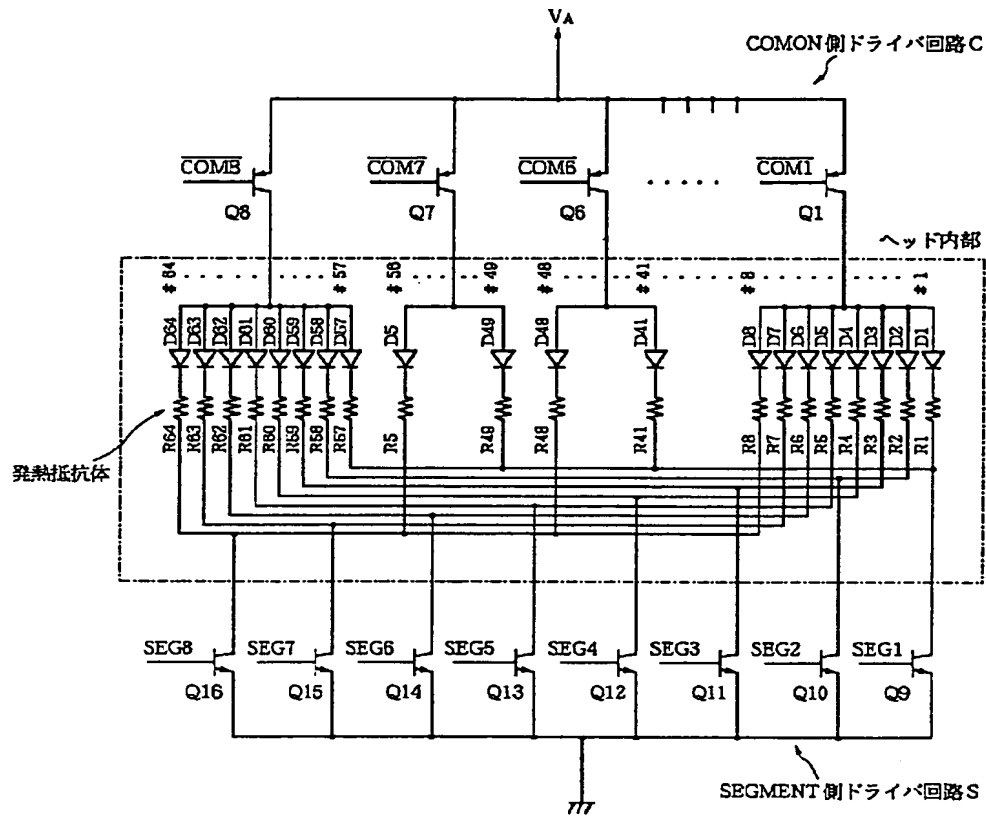 VA
COMON側ドライバ回路C
COM8 COM7 COM6 ..... COM1
Q8 Q7 Q6 Q1
ヘッド内部
#64 ........ #57 #56 ....... #49 #48 ....... #41 ........ #8 ........ #1
D64 D63 D62 D61 D60 D59 D58 D57 D5 D49 D48 D41 D8 D7 D6 D5 D4 D3 D2 D1
R64 R63 R62 R61 R60 R59 R58 R57 R5 R49 R48 R41 R8 R7 R6 R5 R4 R3 R2 R1
発熱抵抗体
SEG8 SEG7 SEG6 SEG5 SEG4 SEG3 SEG2 SEG1
Q16 Q15 Q14 Q13 Q12 Q11 Q10 Q9
SEGMENT側ドライバ回路S